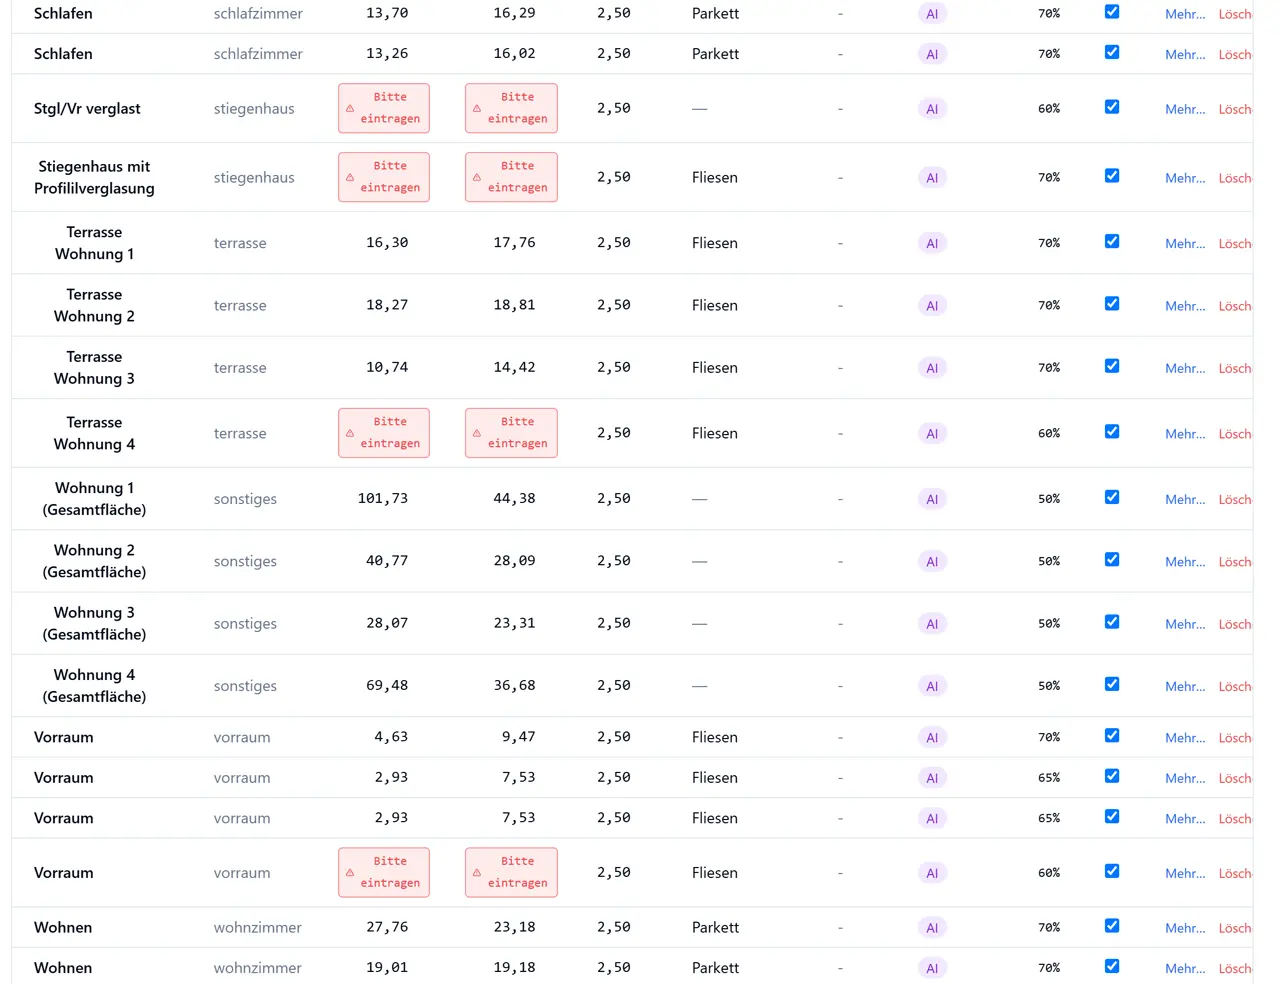 Schlafen schlafzimmer 13,70 16,29 2,50 Parkett - AI 70% Mehr... Lösch
Schlafen schlafzimmer 13,26 16,02 2,50 Parkett - AI 70% Mehr... Lösch
Stgl/Vr verglast stiegenhaus ⚠ Bitte eintragen ⚠ Bitte eintragen 2,50 — - AI 60% Mehr... Lösch
Stiegenhaus mit
Profililverglasung stiegenhaus ⚠ Bitte eintragen ⚠ Bitte eintragen 2,50 Fliesen - AI 70% Mehr... Lösch
Terrasse
Wohnung 1 terrasse 16,30 17,76 2,50 Fliesen - AI 70% Mehr... Lösch
Terrasse
Wohnung 2 terrasse 18,27 18,81 2,50 Fliesen - AI 70% Mehr... Lösch
Terrasse
Wohnung 3 terrasse 10,74 14,42 2,50 Fliesen - AI 70% Mehr... Lösch
Terrasse
Wohnung 4 terrasse ⚠ Bitte eintragen ⚠ Bitte eintragen 2,50 Fliesen - AI 60% Mehr... Lösch
Wohnung 1
(Gesamtfläche) sonstiges 101,73 44,38 2,50 — - AI 50% Mehr... Lösch
Wohnung 2
(Gesamtfläche) sonstiges 40,77 28,09 2,50 — - AI 50% Mehr... Lösch
Wohnung 3
(Gesamtfläche) sonstiges 28,07 23,31 2,50 — - AI 50% Mehr... Lösch
Wohnung 4
(Gesamtfläche) sonstiges 69,48 36,68 2,50 — - AI 50% Mehr... Lösch
Vorraum vorraum 4,63 9,47 2,50 Fliesen - AI 70% Mehr... Lösch
Vorraum vorraum 2,93 7,53 2,50 Fliesen - AI 65% Mehr... Lösch
Vorraum vorraum 2,93 7,53 2,50 Fliesen - AI 65% Mehr... Lösch
Vorraum vorraum ⚠ Bitte eintragen ⚠ Bitte eintragen 2,50 Fliesen - AI 60% Mehr... Lösch
Wohnen wohnzimmer 27,76 23,18 2,50 Parkett - AI 70% Mehr... Lösch
Wohnen wohnzimmer 19,01 19,18 2,50 Parkett - AI 70% Mehr... Lösch